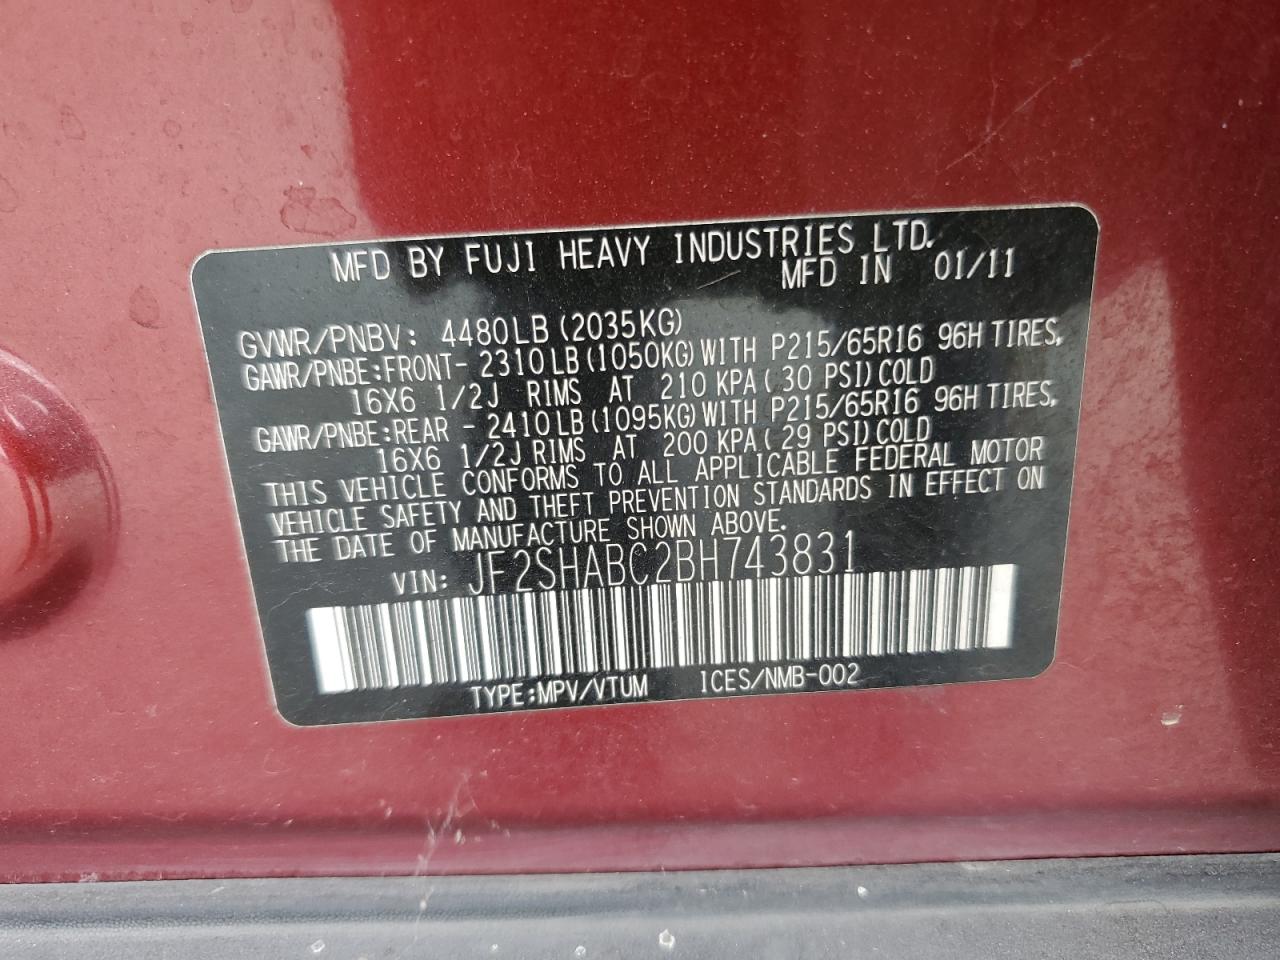 MFD BY FUJI HEAVY INDUSTRIES LTD.
MFD IN 01/11
GVWR/PNBV: 4480LB(2035KG)
GAWR/PNBE:FRONT- 2310LB(1050KG)WITH P215/65R16 96H TIRES,
16X6 1/2J RIMS AT 210 KPA(30 PSI)COLD
GAWR/PNBE:REAR - 2410LB(1095KG)WITH P215/65R16 96H TIRES,
16X6 1/2J RIMS AT 200 KPA(29 PSI)COLD
THIS VEHICLE CONFORMS TO ALL APPLICABLE FEDERAL MOTOR
VEHICLE SAFETY AND THEFT PREVENTION STANDARDS IN EFFECT ON
THE DATE OF MANUFACTURE SHOWN ABOVE.
VIN: JF2SHABC2BH743831
TYPE:MPV/VTUM ICES/NMB-002